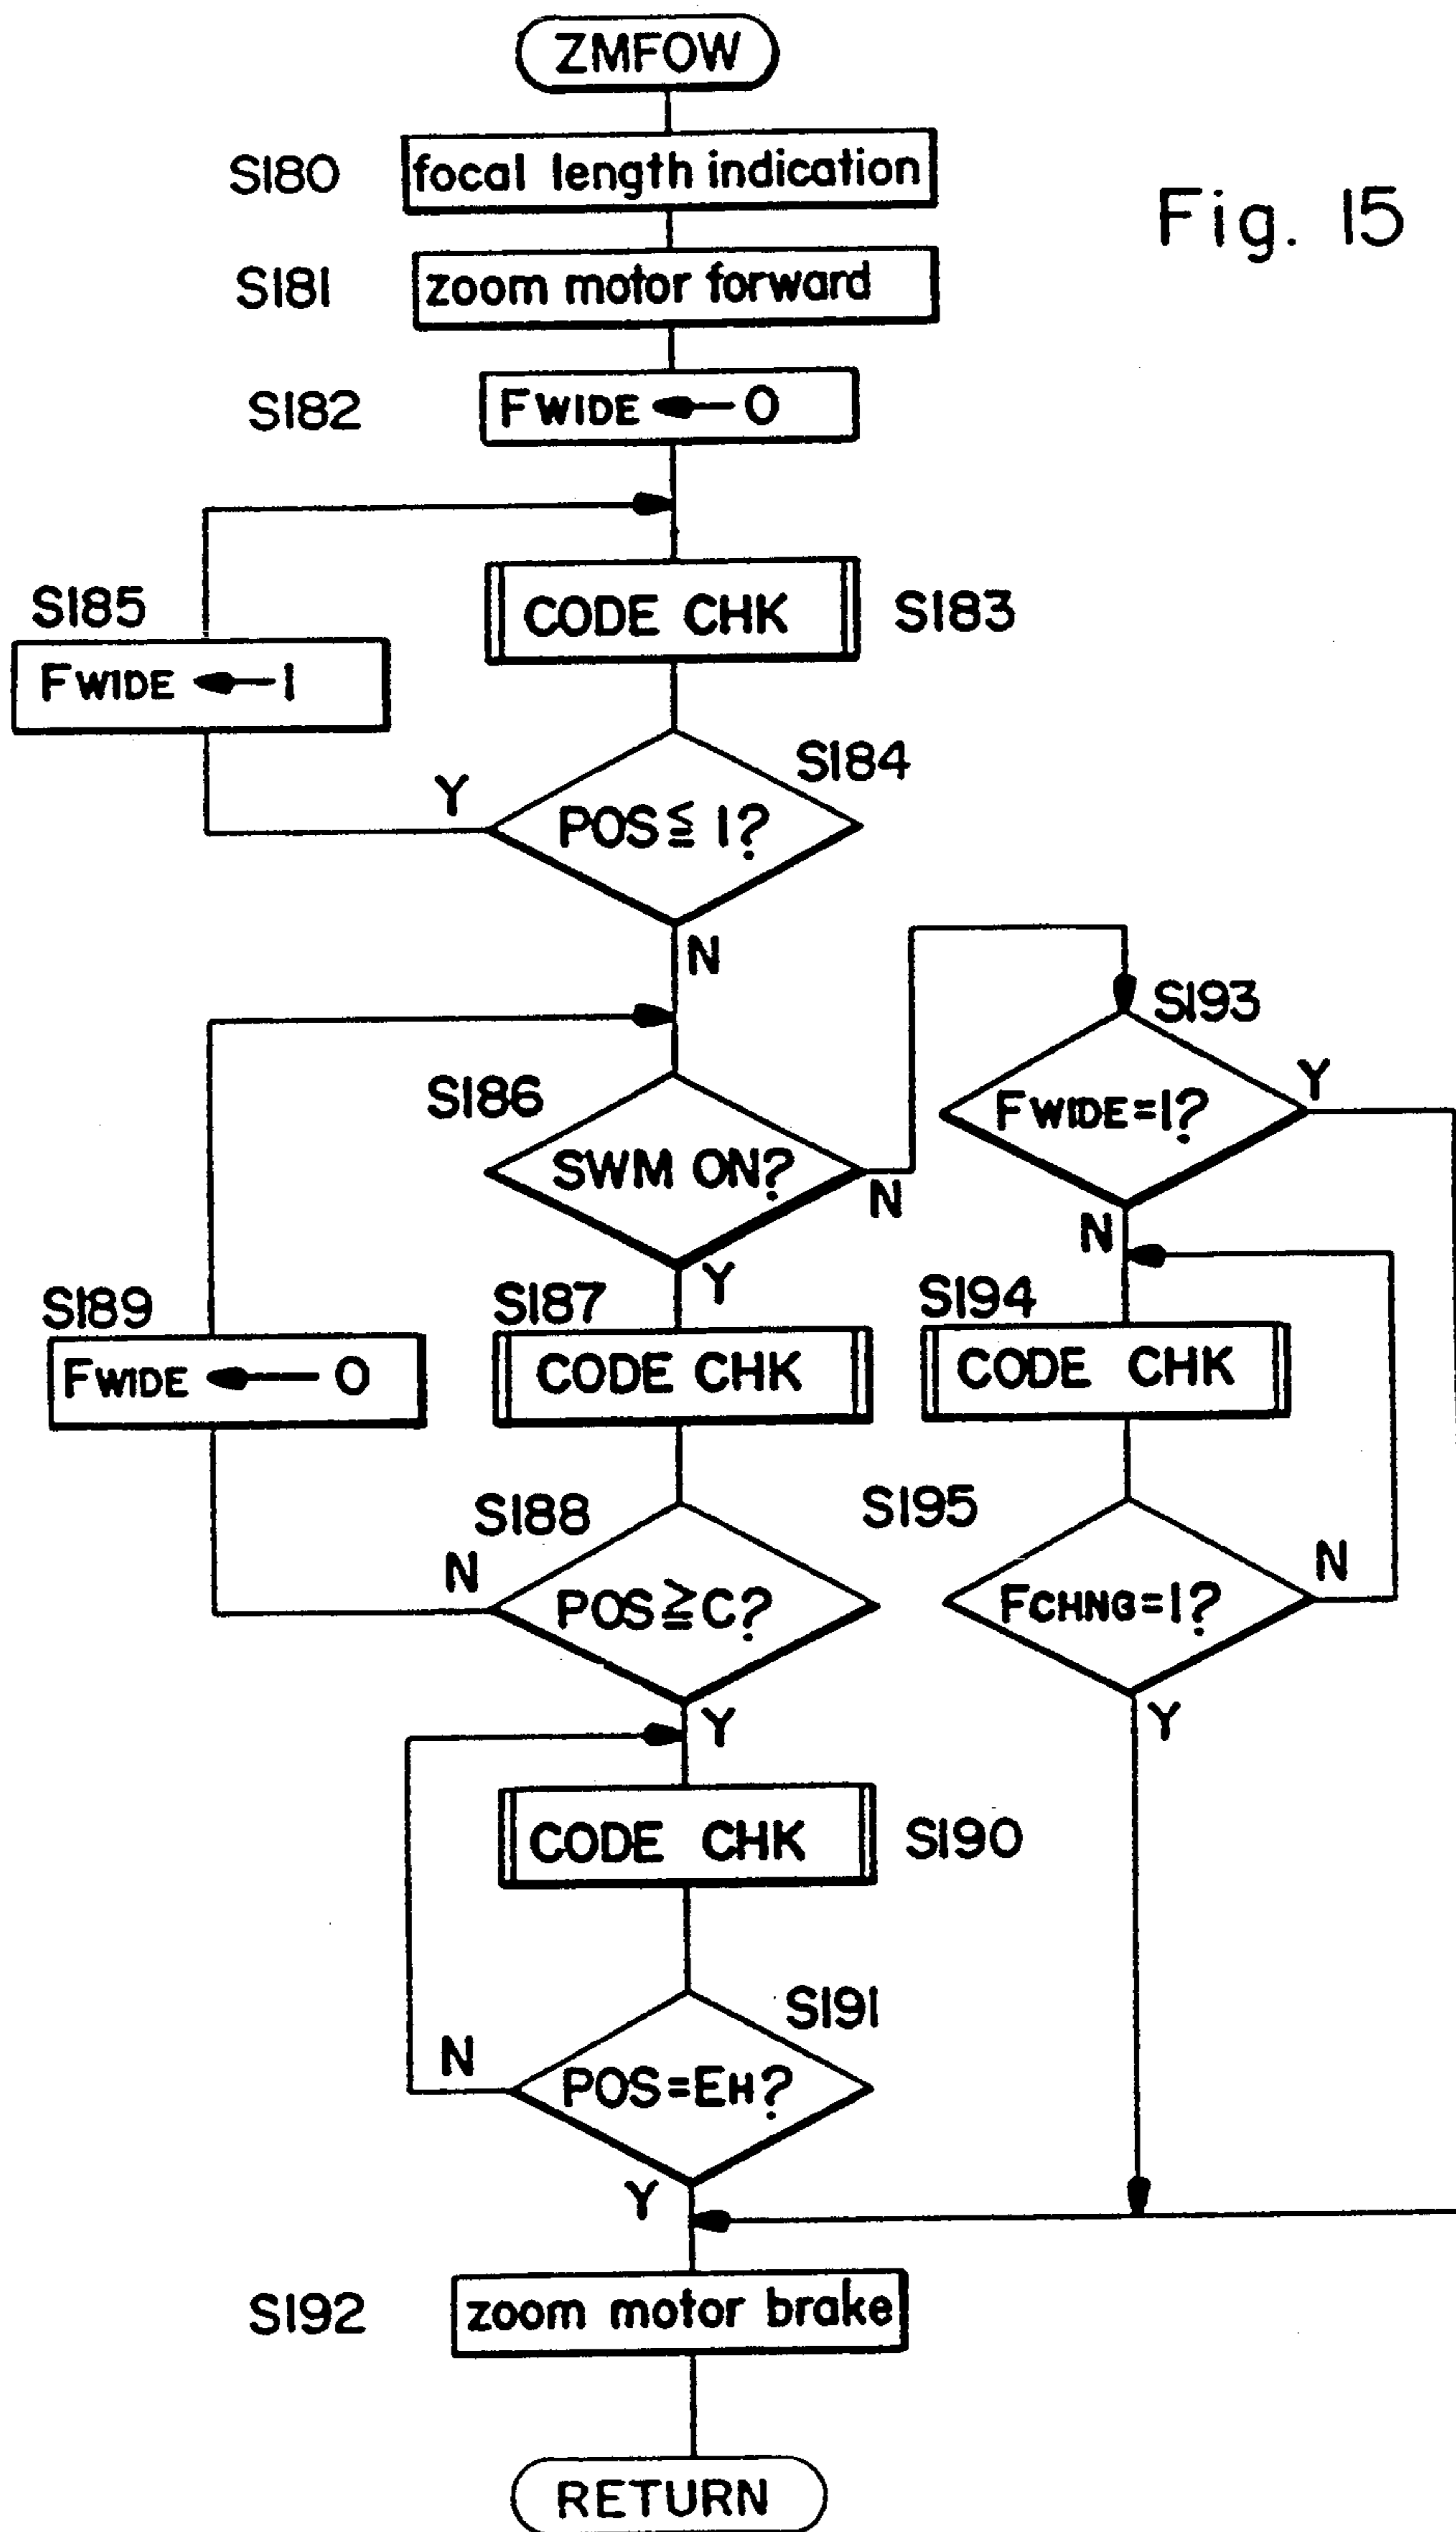 ZMFOW
S180
focal length indication
Fig. 15
S181
zoom motor forward
S182
FWIDE ← 0
S185
CODE CHK
S183
FWIDE ← 1
S184
Y
POS ≦ 1?
N
S193
S186
Y
FWIDE=1?
SWM ON?
N
N
Y
S189
S187
S194
FWIDE ← 0
CODE CHK
CODE CHK
S188
S195
N
N
POS ≧ C?
FCHNG=1?
Y
Y
CODE CHK
S190
S191
N
POS=EH?
Y
S192
zoom motor brake
RETURN